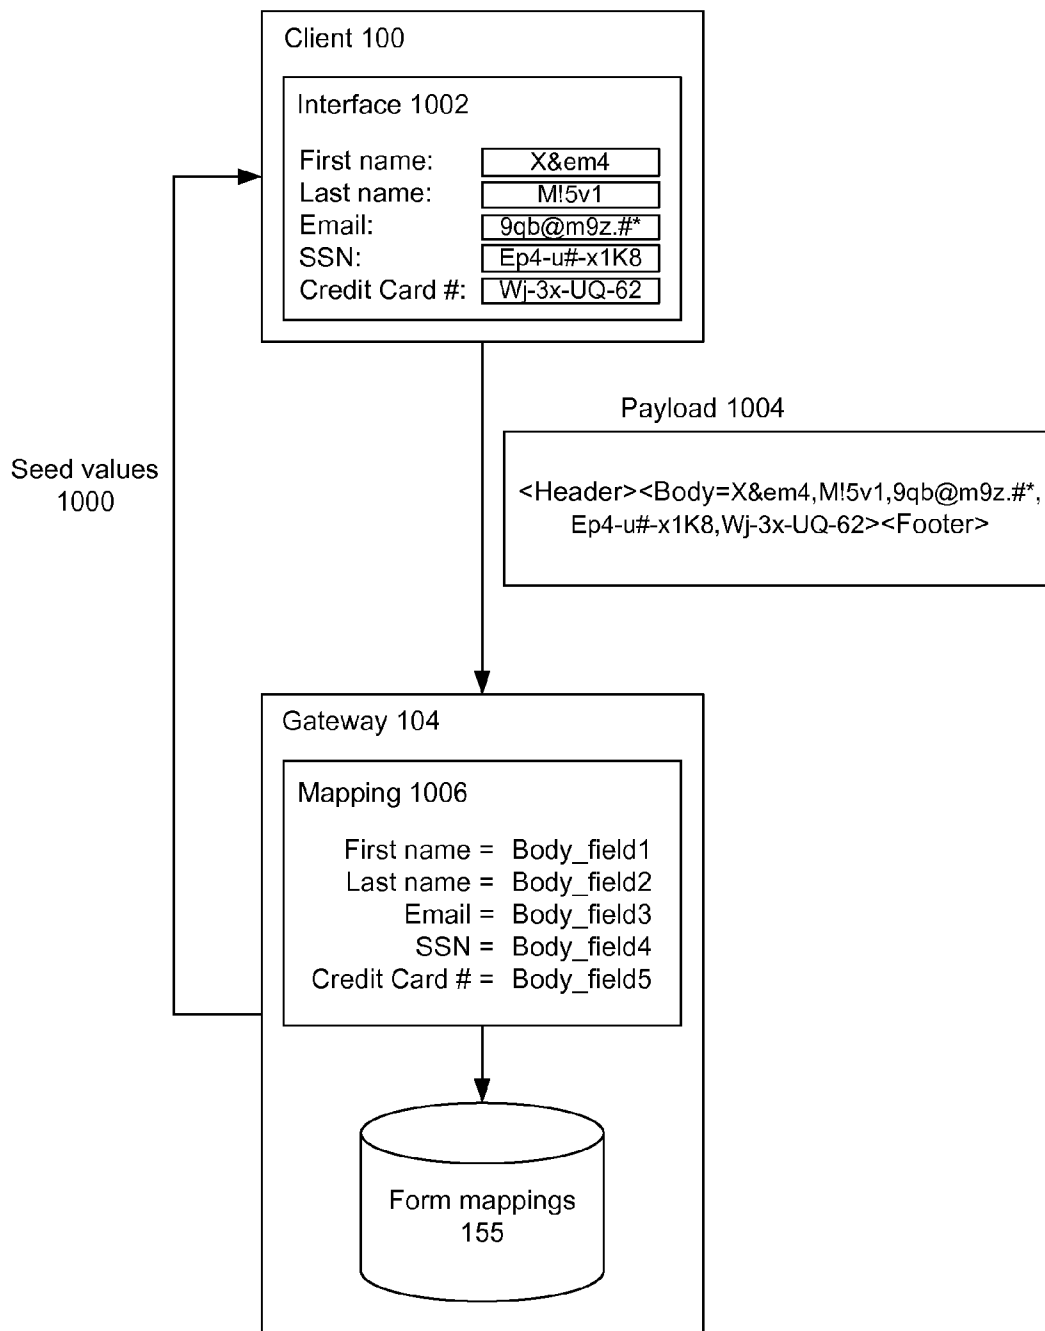 Client 100
Interface 1002
First name: X&em4
Last name: M!5v1
Email: 9qb@m9z.#*
SSN: Ep4-u#-x1K8
Credit Card #: Wj-3x-UQ-62
Seed values
1000
Payload 1004
<Header><Body=X&em4,M!5v1,9qb@m9z.#*,
Ep4-u#-x1K8,Wj-3x-UQ-62><Footer>
Gateway 104
Mapping 1006
First name = Body_field1
Last name = Body_field2
Email = Body_field3
SSN = Body_field4
Credit Card # = Body_field5
Form mappings
155